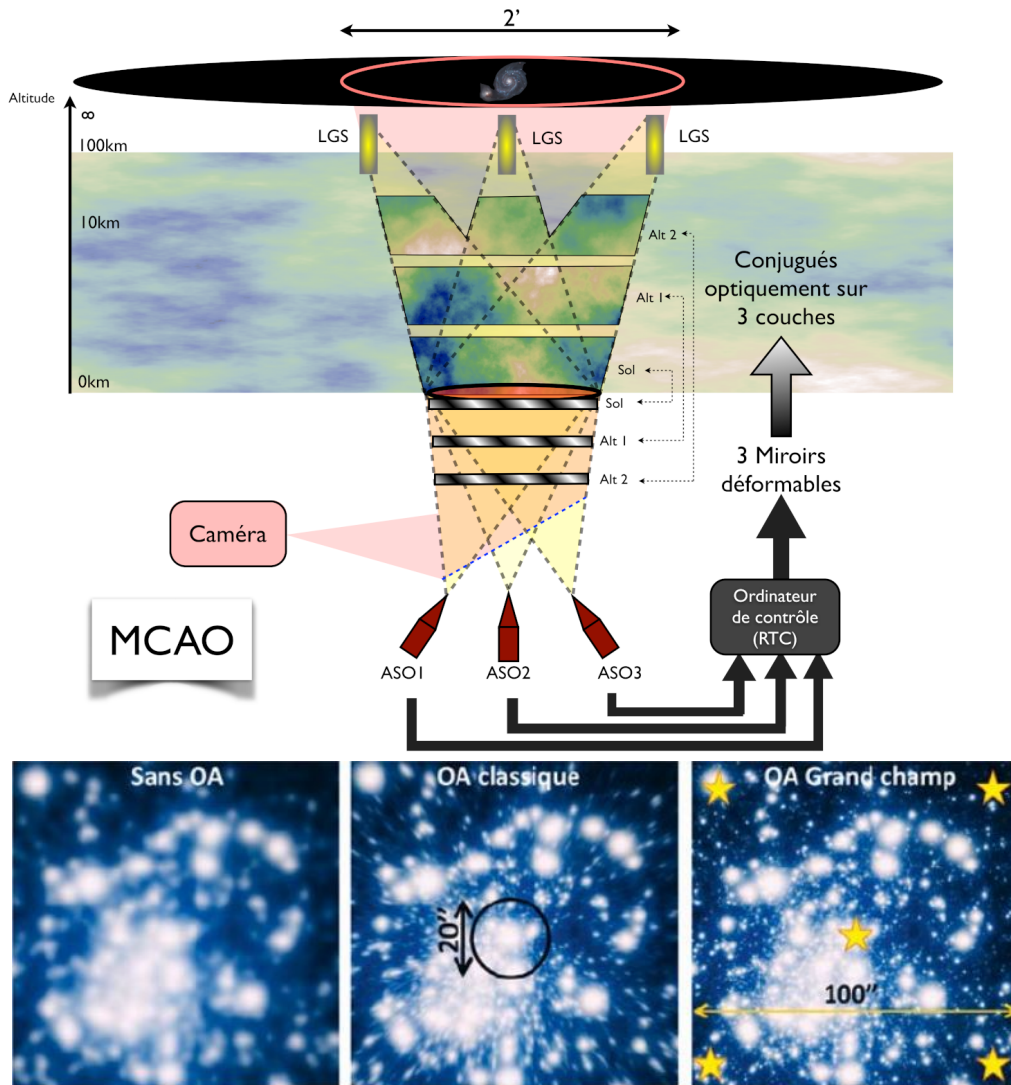 2’
Altitude
∞
100km
10km
0km
LGS
LGS
LGS
Alt 2
Alt 1
Sol
Sol
Alt 1
Alt 2
Conjugués
optiquement sur
3 couches
3 Miroirs
déformables
Caméra
Ordinateur
de contrôle
(RTC)
MCAO
ASO1
ASO2
ASO3
Sans OA
OA classique
OA Grand champ
20’’
100’’